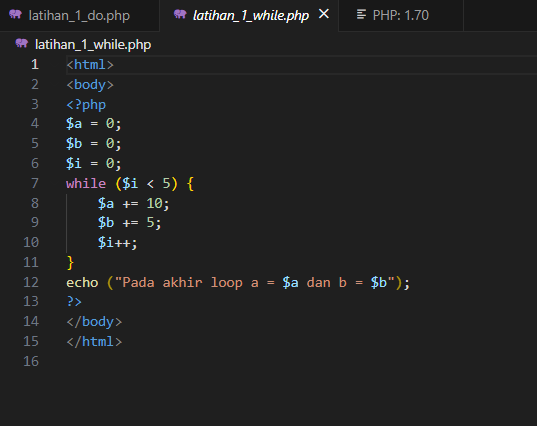 latihan_1_do.php latihan_1_while.php × PHP: 1.70
latihan_1_while.php
1 <html>
2 <body>
3 <?php
4 $a = 0;
5 $b = 0;
6 $i = 0;
7 while ($i < 5) {
8     $a += 10;
9     $b += 5;
10     $i++;
11 }
12 echo ("Pada akhir loop a = $a dan b = $b");
13 ?>
14 </body>
15 </html>
16